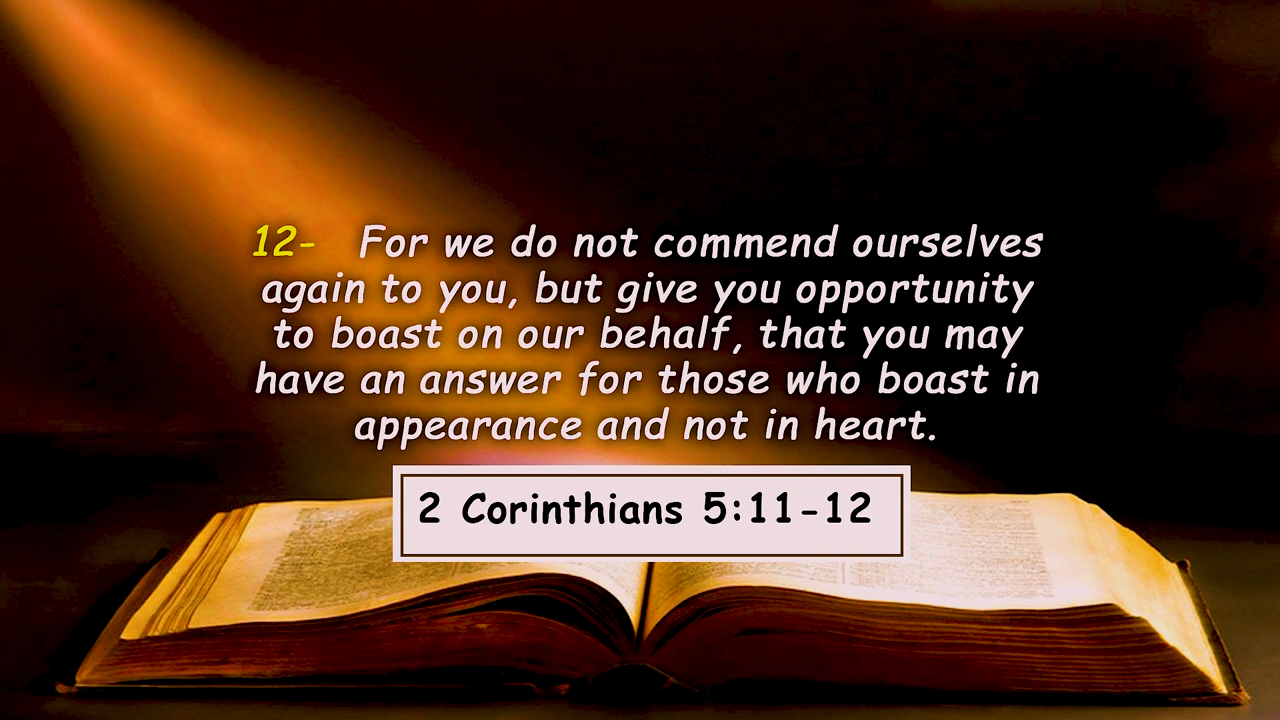 12- For we do not commend ourselves
again to you, but give you opportunity
to boast on our behalf, that you may
have an answer for those who boast in
appearance and not in heart.
2 Corinthians 5:11-12